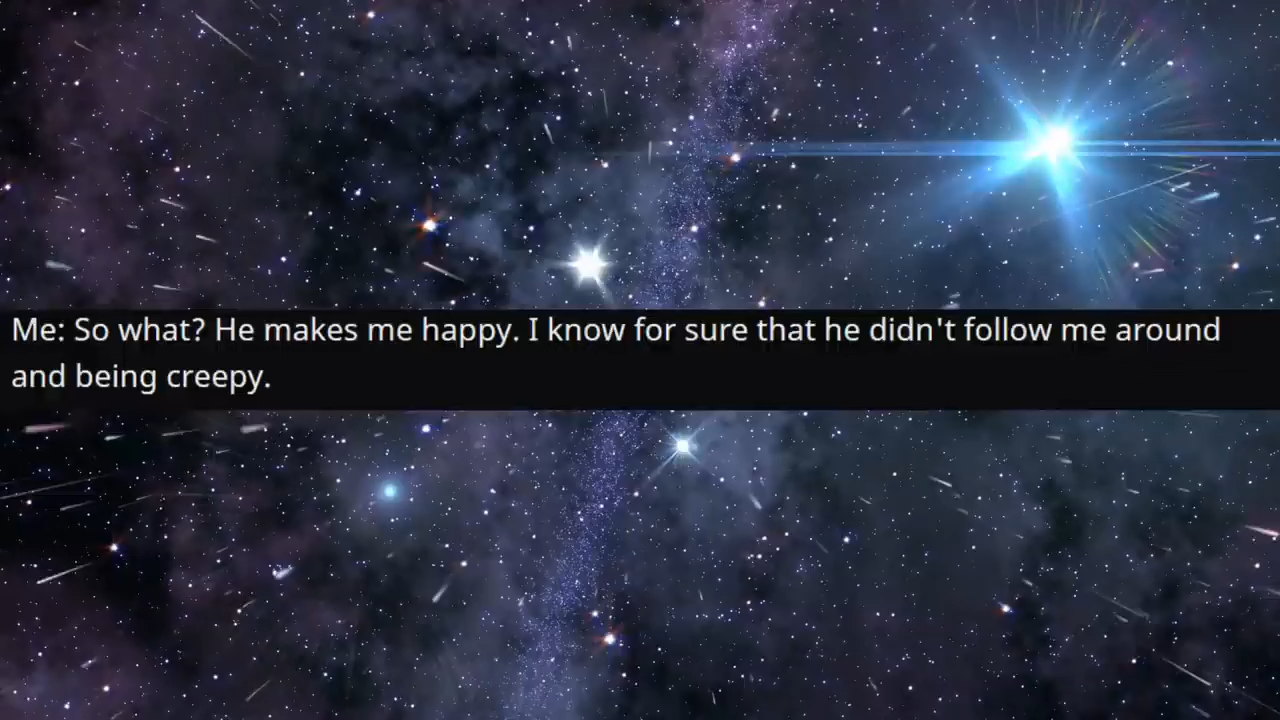 Me: So what? He makes me happy. I know for sure that he didn't follow me around
and being creepy.